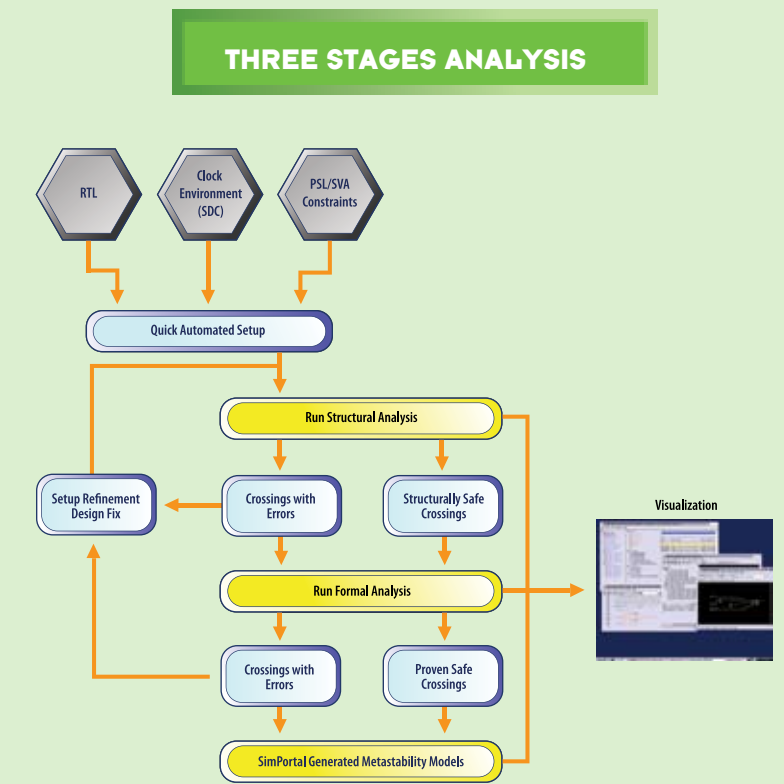 THREE STAGES ANALYSIS
RTL
Clock
Environment
(SDC)
PSL/SVA
Constraints
Quick Automated Setup
Run Structural Analysis
Setup Refinement
Design Fix
Crossings with
Errors
Structurally Safe
Crossings
Visualization
Run Formal Analysis
Crossings with
Errors
Proven Safe
Crossings
SimPortal Generated Metastability Models